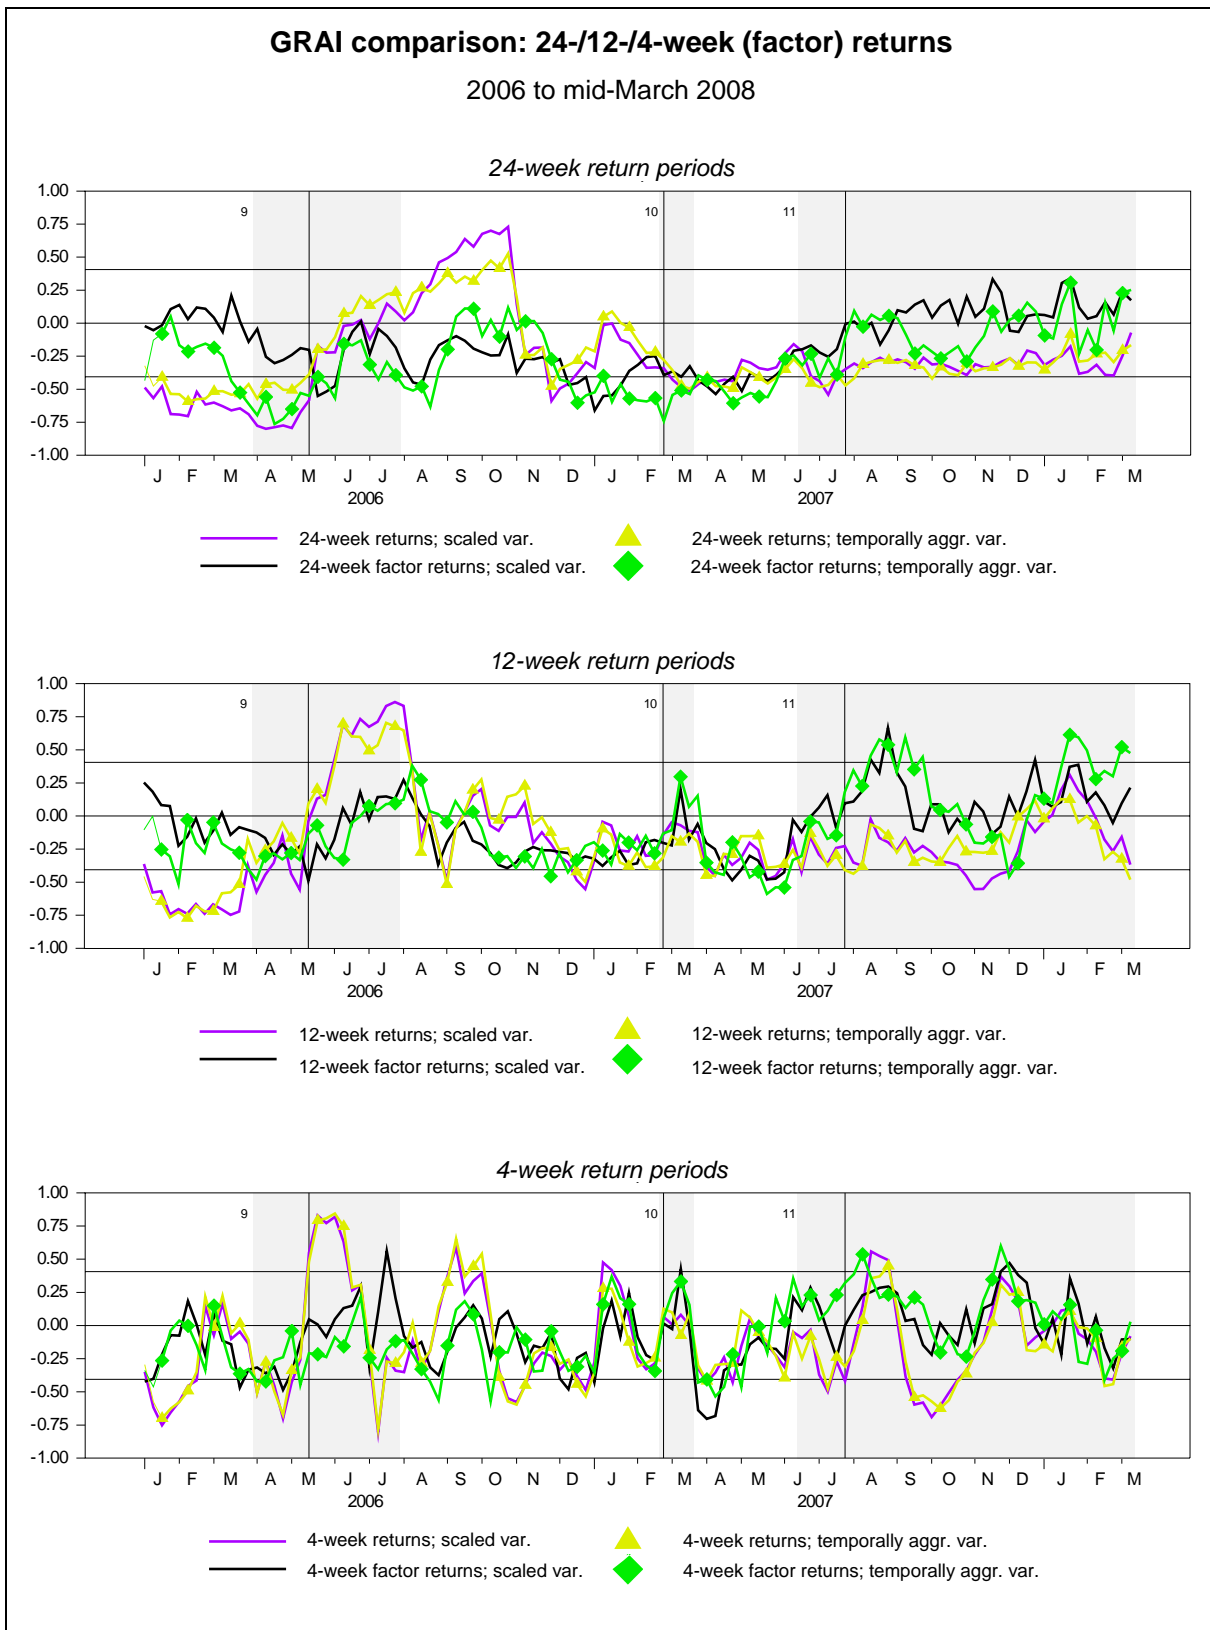 GRAI comparison: 24-/12-/4-week (factor) returns
2006 to mid-March 2008
24-week return periods
1.00
0.75
0.50
0.25
0.00
-0.25
-0.50
-0.75
-1.00
9 10 11
J F M A M J J A S O N D J F M A M J J A S O N D J F M
2006 2007
24-week returns; scaled var. 24-week returns; temporally aggr. var.
24-week factor returns; scaled var. 24-week factor returns; temporally aggr. var.
12-week return periods
1.00
0.75
0.50
0.25
0.00
-0.25
-0.50
-0.75
-1.00
9 10 11
J F M A M J J A S O N D J F M A M J J A S O N D J F M
2006 2007
12-week returns; scaled var. 12-week returns; temporally aggr. var.
12-week factor returns; scaled var. 12-week factor returns; temporally aggr. var.
4-week return periods
1.00
0.75
0.50
0.25
0.00
-0.25
-0.50
-0.75
-1.00
9 10 11
J F M A M J J A S O N D J F M A M J J A S O N D J F M
2006 2007
4-week returns; scaled var. 4-week returns; temporally aggr. var.
4-week factor returns; scaled var. 4-week factor returns; temporally aggr. var.